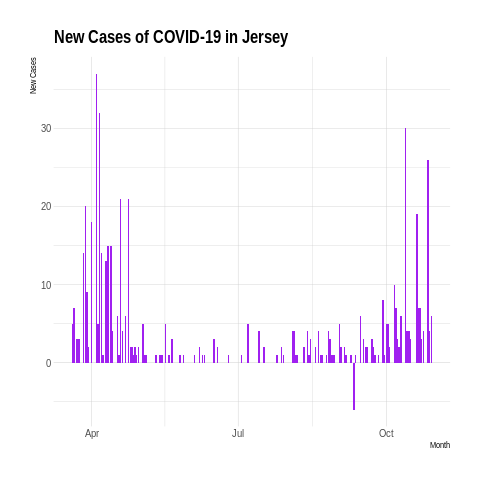 New Cases of COVID-19 in Jersey
New Cases
30
20
10
0
Apr
Jul
Oct
Month